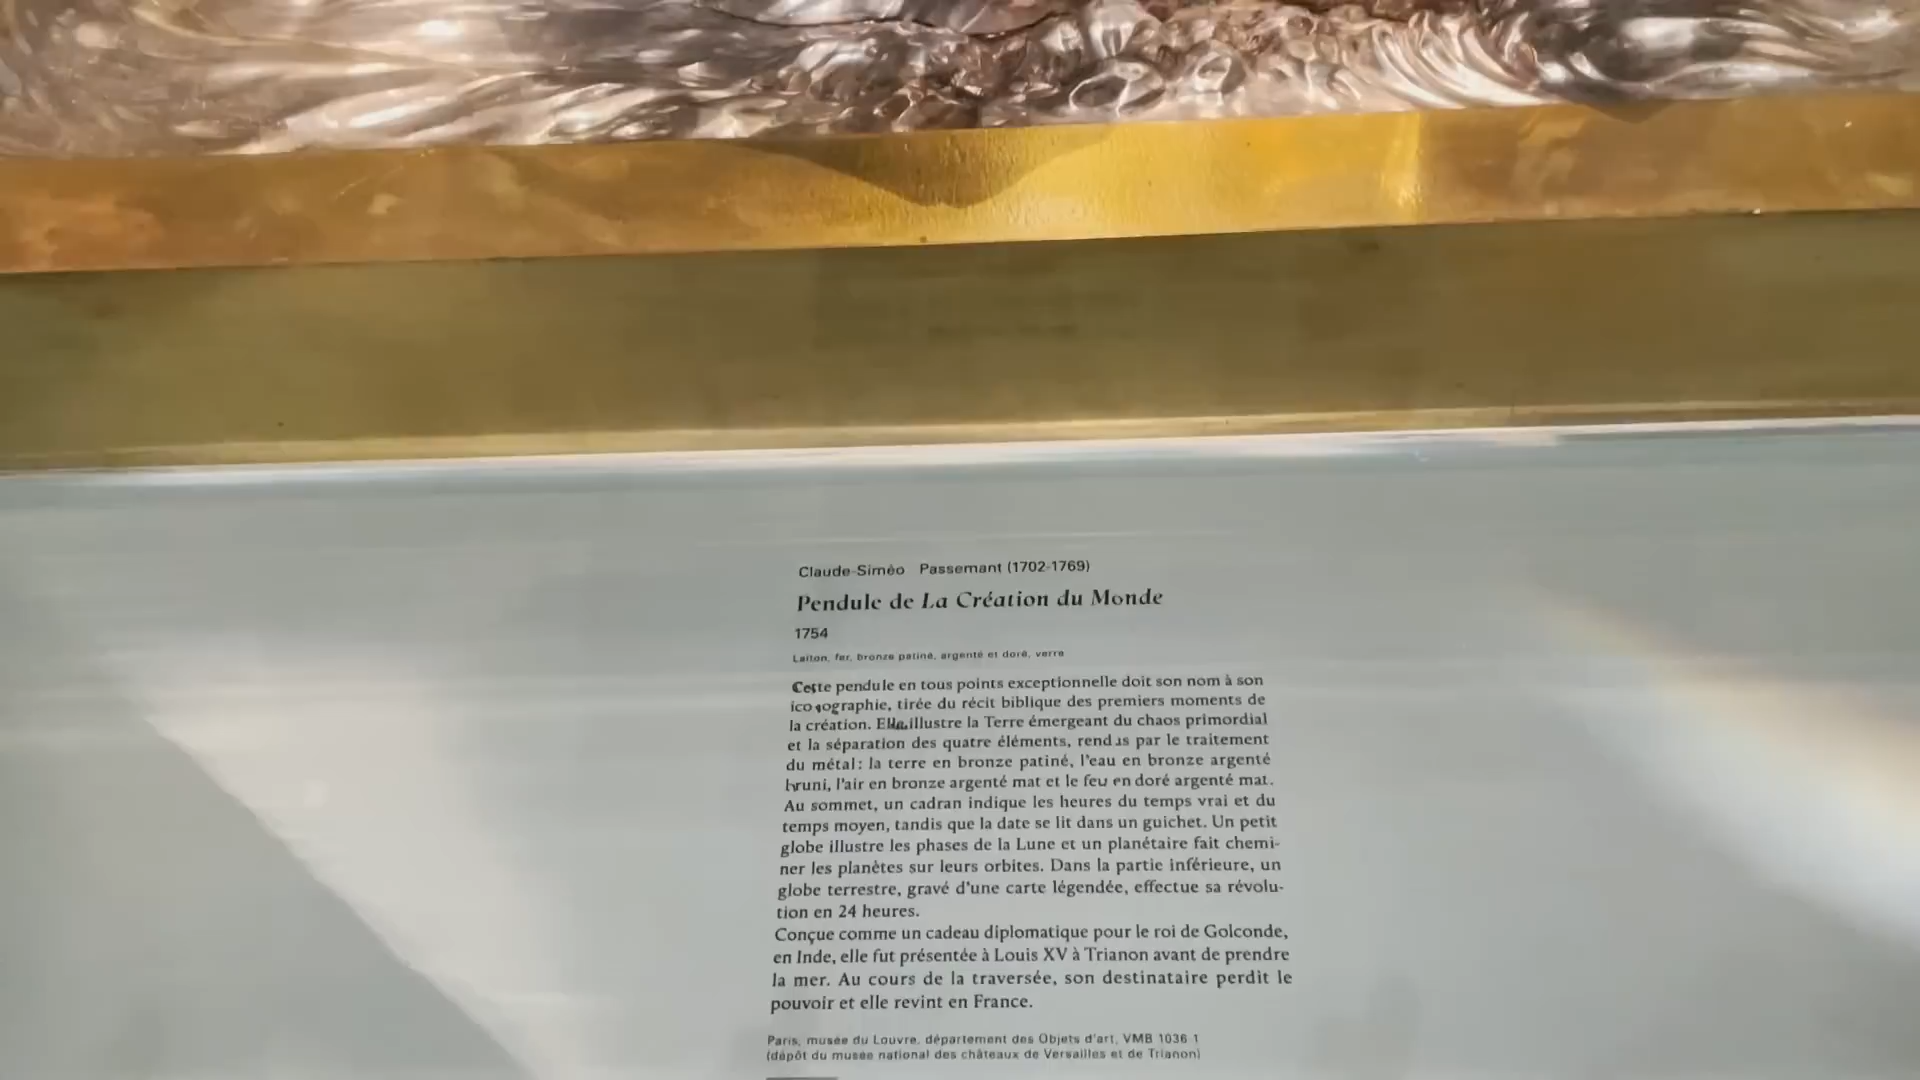 Claude-Siméo Passemant (1702-1769)
Pendule de La Création du Monde
1754
Laiton, fer, bronze patiné, argenté et doré, verre
Cette pendule en tous points exceptionnelle doit son nom à son
ico ographie, tirée du récit biblique des premiers moments de
la création. Elle illustre la Terre émergeant du chaos primordial
et la séparation des quatre éléments, rendus par le traitement
du métal : la terre en bronze patiné, l'eau en bronze argenté
bruni, l'air en bronze argenté mat et le feu en doré argenté mat.
Au sommet, un cadran indique les heures du temps vrai et du
temps moyen, tandis que la date se lit dans un guichet. Un petit
globe illustre les phases de la Lune et un planétaire fait chemi-
ner les planètes sur leurs orbites. Dans la partie inférieure, un
globe terrestre, gravé d'une carte légendée, effectue sa révolu-
tion en 24 heures.
Conçue comme un cadeau diplomatique pour le roi de Golconde,
en Inde, elle fut présentée à Louis XV à Trianon avant de prendre
la mer. Au cours de la traversée, son destinataire perdit le
pouvoir et elle revint en France.
Paris, musée du Louvre, département des Objets d'art, VMB 1036 1
(dépôt du musée national des châteaux de Versailles et de Trianon)